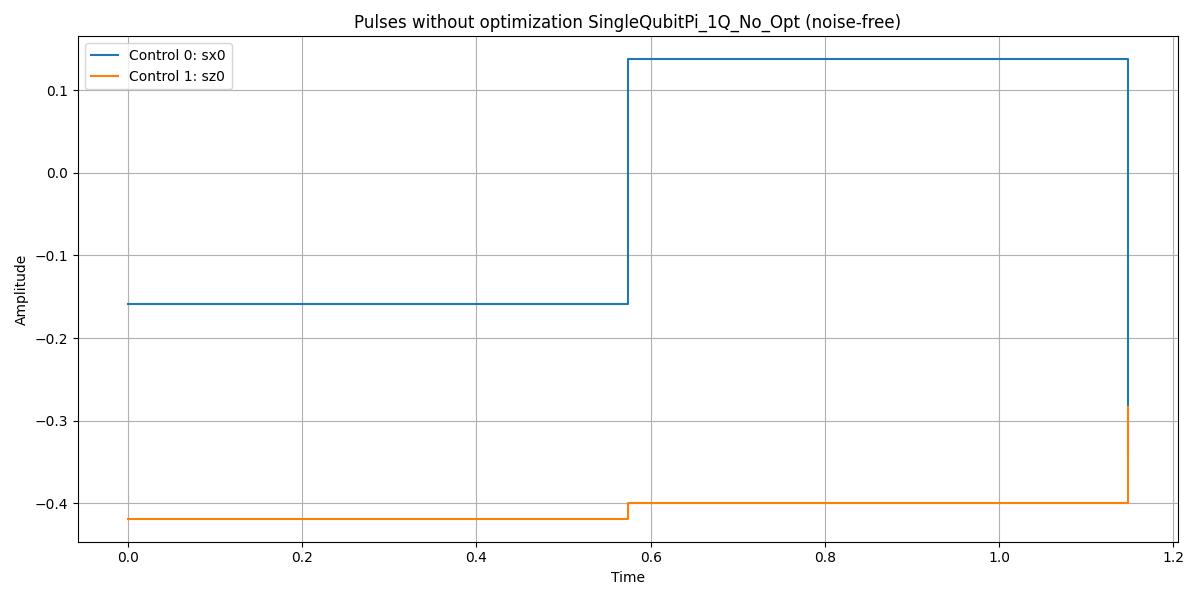 Pulses without optimization SingleQubitPi_1Q_No_Opt (noise-free)
Control 0: sx0
Control 1: sz0
Amplitude
0.1
0.0
−0.1
−0.2
−0.3
−0.4
0.0
0.2
0.4
0.6
0.8
1.0
1.2
Time